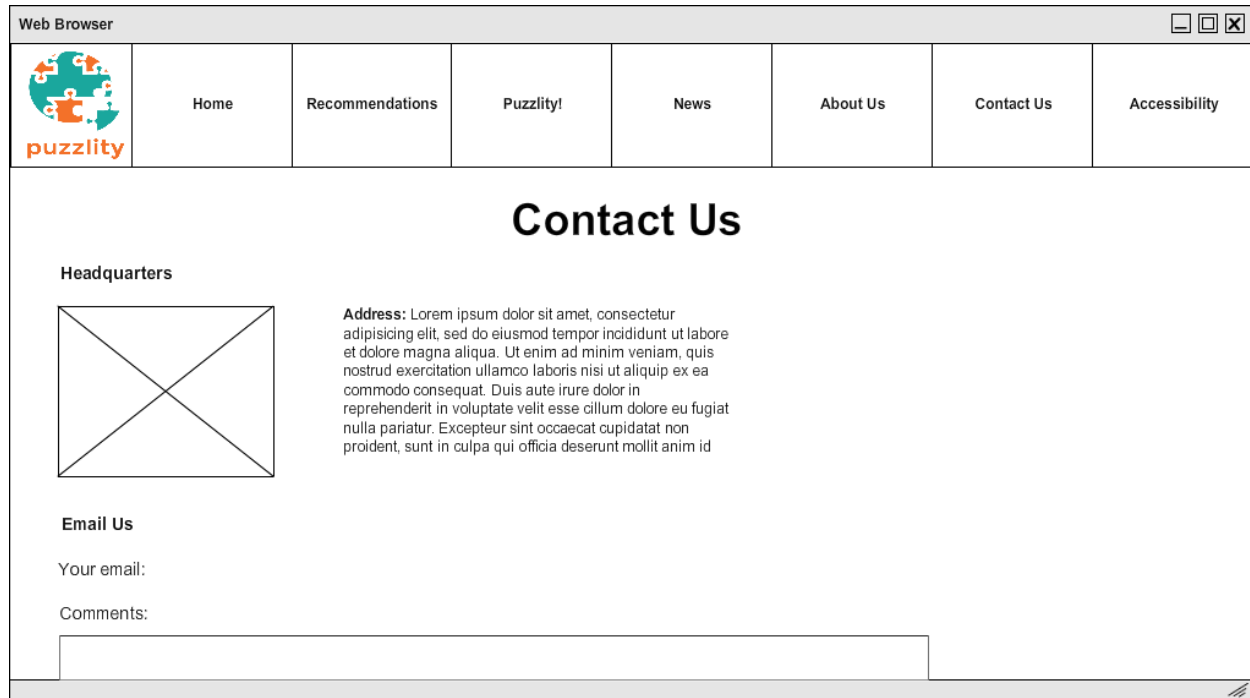 Web Browser
puzzlity
Home
Recommendations
Puzzlity!
News
About Us
Contact Us
Accessibility
Contact Us
Headquarters
Address: Lorem ipsum dolor sit amet, consectetur
adipisicing elit, sed do eiusmod tempor incididunt ut labore
et dolore magna aliqua. Ut enim ad minim veniam, quis
nostrud exercitation ullamco laboris nisi ut aliquip ex ea
commodo consequat. Duis aute irure dolor in
reprehenderit in voluptate velit esse cillum dolore eu fugiat
nulla pariatur. Excepteur sint occaecat cupidatat non
proident, sunt in culpa qui officia deserunt mollit anim id
Email Us
Your email:
Comments: